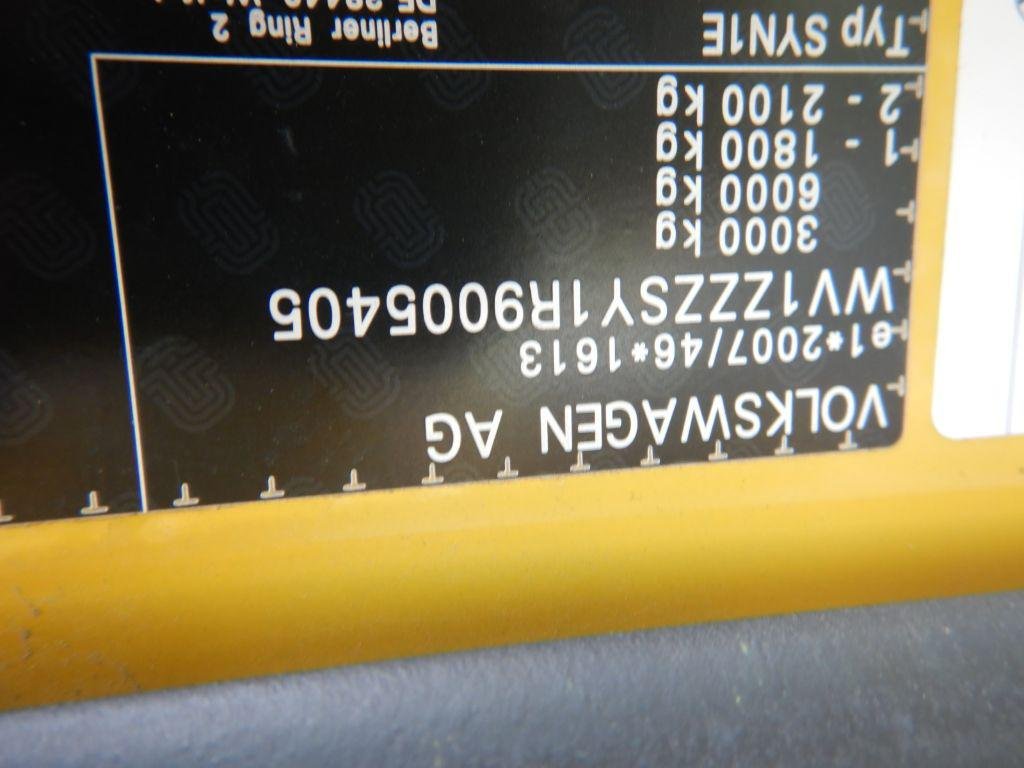 VOLKSWAGEN AG
e1*2007/46*1613
WV1ZZZSY1R9005405
3000 kg
6000 kg
1 - 1800 kg
2 - 2100 kg
Typ SYN1E
Berliner Ring 2